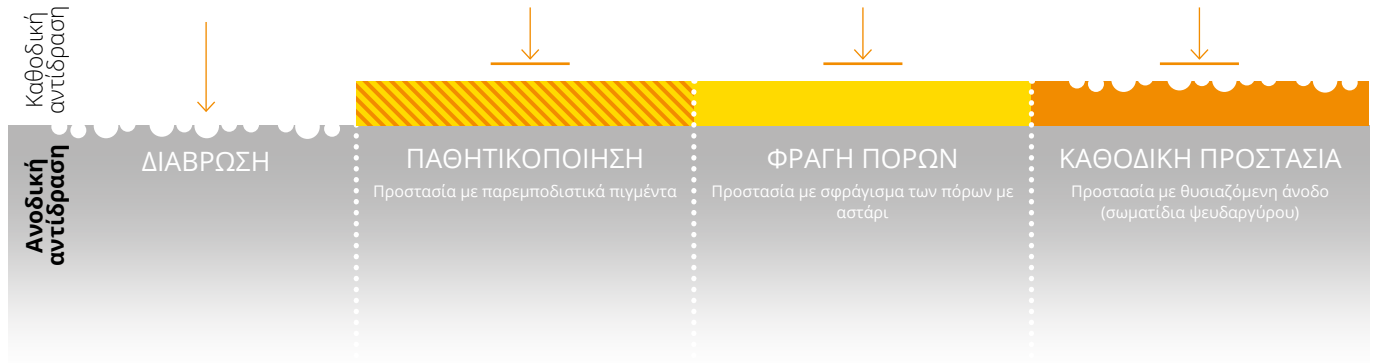 Καθοδική
αντίδραση
Ανοδική
αντίδραση
ΔΙΑΒΡΩΣΗ
ΠΑΘΗΤΙΚΟΠΟΙΗΣΗ
Προστασία με παρεμποδιστικά πιγμέντα
ΦΡΑΓΗ ΠΟΡΩΝ
Προστασία με σφράγισμα των πόρων με
αστάρι
ΚΑΘΟΔΙΚΗ ΠΡΟΣΤΑΣΙΑ
Προστασία με θυσιαζόμενη άνοδο
(σωματίδια ψευδαργύρου)